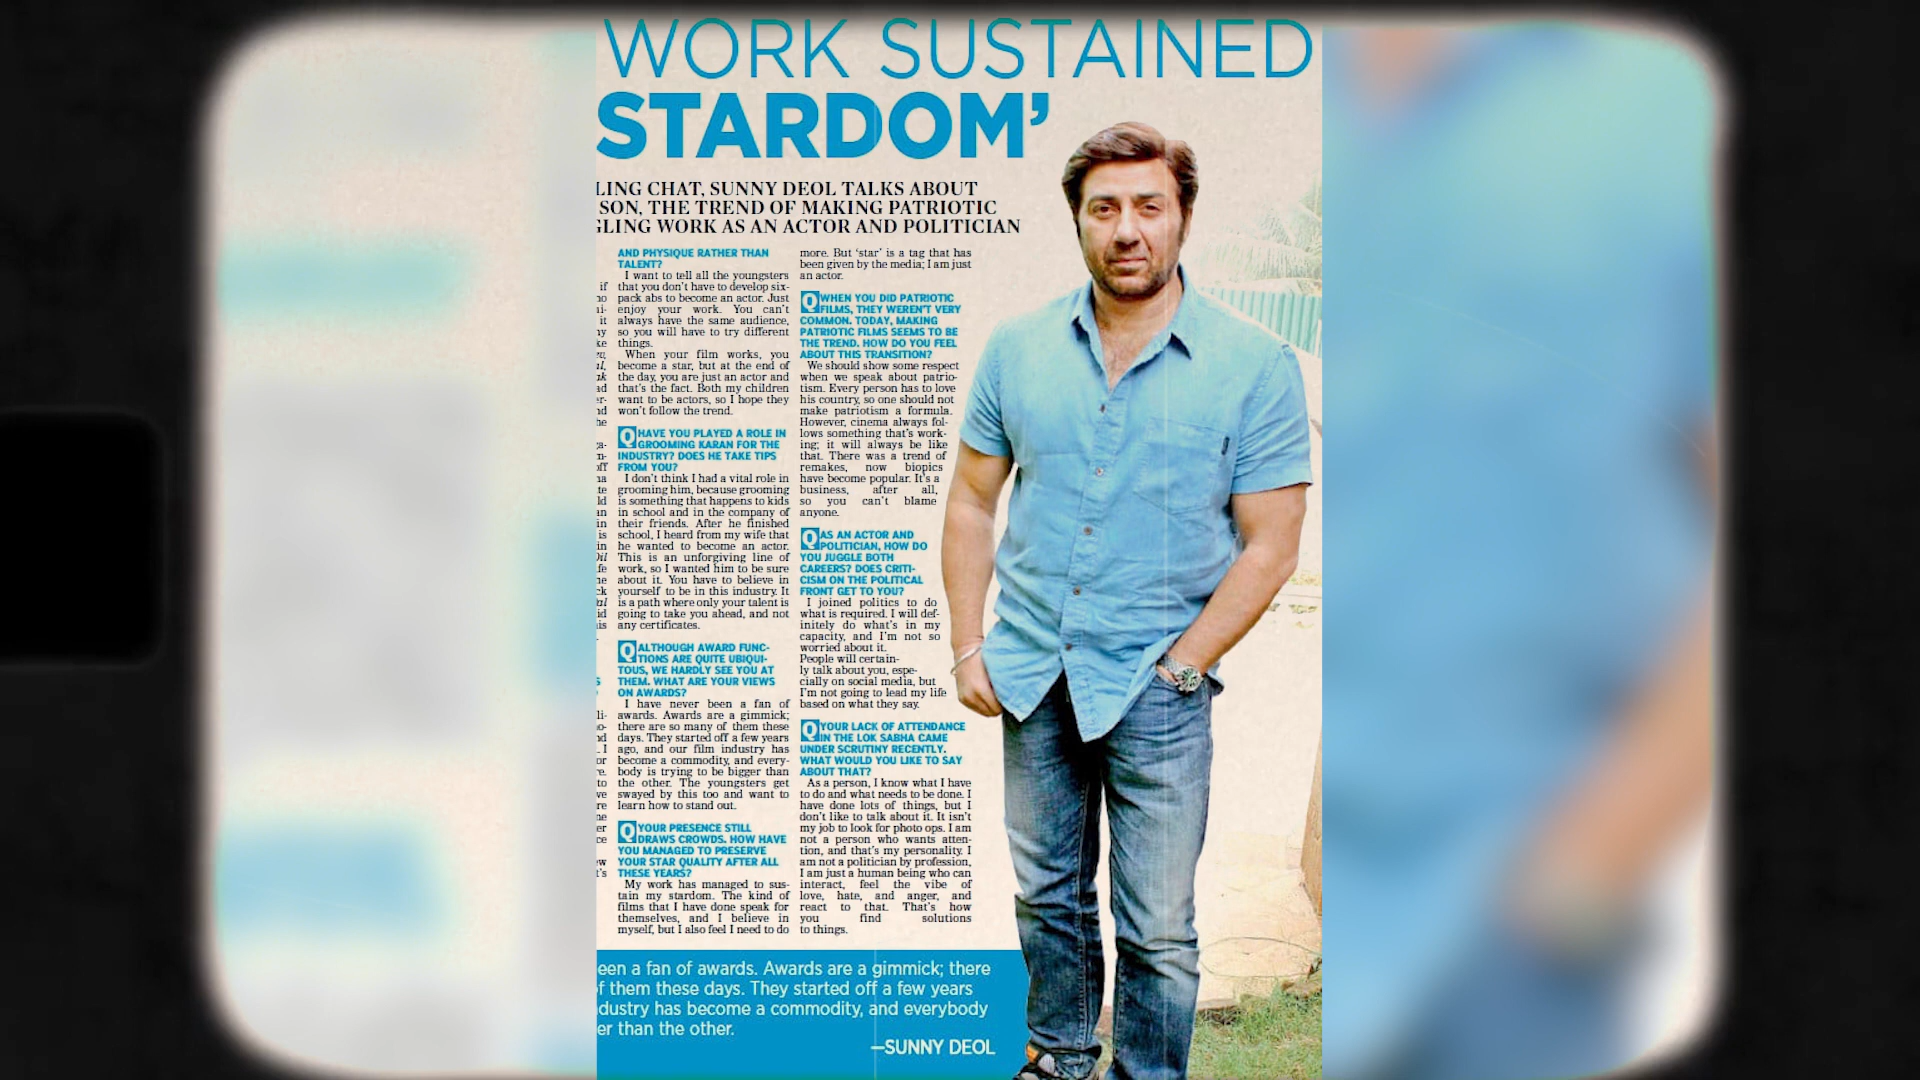 WORK SUSTAINED
STARDOM’
LING CHAT, SUNNY DEOL TALKS ABOUT
SON, THE TREND OF MAKING PATRIOTIC
GLING WORK AS AN ACTOR AND POLITICIAN
AND PHYSIQUE RATHER THAN
TALENT?
I want to tell all the youngsters
that you don't have to develop six-
pack abs to become an actor. Just
enjoy your work. You can't
always have the same audience,
so you will have to try different
things.
When your film works, you
become a star, but at the end of
the day, you are just an actor and
that's the fact. Both my children
want to be actors, so I hope they
won't follow the trend.
Q HAVE YOU PLAYED A ROLE IN
GROOMING KARAN FOR THE
INDUSTRY? DOES HE TAKE TIPS
FROM YOU?
I don't think I had a vital role in
grooming him, because grooming
is something that happens to kids
in school and in the company of
their friends. After he finished
school, I heard from my wife that
he wanted to become an actor.
This is an unforgiving line of
work, so I wanted him to be sure
about it. You have to believe in
yourself to be in this industry. It
is a path where only your talent is
going to take you ahead, and not
any certificates.
Q ALTHOUGH AWARD FUNC-
TIONS ARE QUITE UBIQUI-
TOUS, WE HARDLY SEE YOU AT
THEM. WHAT ARE YOUR VIEWS
ON AWARDS?
I have never been a fan of
awards. Awards are a gimmick;
there are so many of them these
days. They started off a few years
ago, and our film industry has
become a commodity, and every-
body is trying to be bigger than
the other. The youngsters get
swayed by this too and want to
learn how to stand out.
Q YOUR PRESENCE STILL
DRAWS CROWDS. HOW HAVE
YOU MANAGED TO PRESERVE
YOUR STAR QUALITY AFTER ALL
THESE YEARS?
My work has managed to sus-
tain my stardom. The kind of
films that I have done speak for
themselves, and I believe in
myself, but I also feel I need to do
more. But ‘star’ is a tag that has
been given by the media; I am just
an actor.
Q WHEN YOU DID PATRIOTIC
FILMS, THEY WEREN'T VERY
COMMON. TODAY, MAKING
PATRIOTIC FILMS SEEMS TO BE
THE TREND. HOW DO YOU FEEL
ABOUT THIS TRANSITION?
We should show some respect
when we speak about patrio-
tism. Every person has to love
his country, so one should not
make patriotism a formula.
However, cinema always fol-
lows something that's work-
ing; it will always be like
that. There was a trend of
remakes, now biopics
have become popular. It's a
business, after all,
so you can't blame
anyone.
Q AS AN ACTOR AND
POLITICIAN, HOW DO
YOU JUGGLE BOTH
CAREERS? DOES CRITI-
CISM ON THE POLITICAL
FRONT GET TO YOU?
I joined politics to do
what is required. I will def-
initely do what's in my
capacity, and I'm not so
worried about it.
People will certain-
ly talk about you, espe-
cially on social media, but
I'm not going to lead my life
based on what they say.
Q YOUR LACK OF ATTENDANCE
IN THE LOK SABHA CAME
UNDER SCRUTINY RECENTLY.
WHAT WOULD YOU LIKE TO SAY
ABOUT THAT?
As a person, I know what I have
to do and what needs to be done. I
have done lots of things, but I
don't like to talk about it. It isn't
my job to look for photo ops. I am
not a person who wants atten-
tion, and that's my personality. I
am not a politician by profession,
I am just a human being who can
interact, feel the vibe of
love, hate, and anger, and
react to that. That's how
you find solutions
to things.
een a fan of awards. Awards are a gimmick; there
f them these days. They started off a few years
dustry has become a commodity, and everybody
er than the other.
—SUNNY DEOL